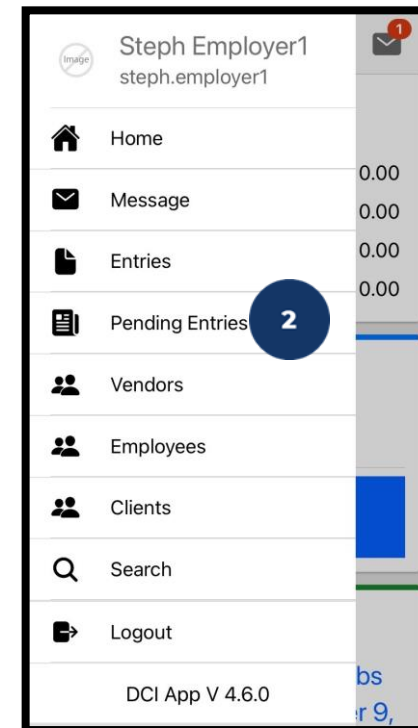 Image
Steph Employer1
steph.employer1
1
Home
Message
Entries
Pending Entries
2
Vendors
Employees
Clients
Search
Logout
DCI App V 4.6.0
0.00
0.00
0.00
0.00
bs
r 9,